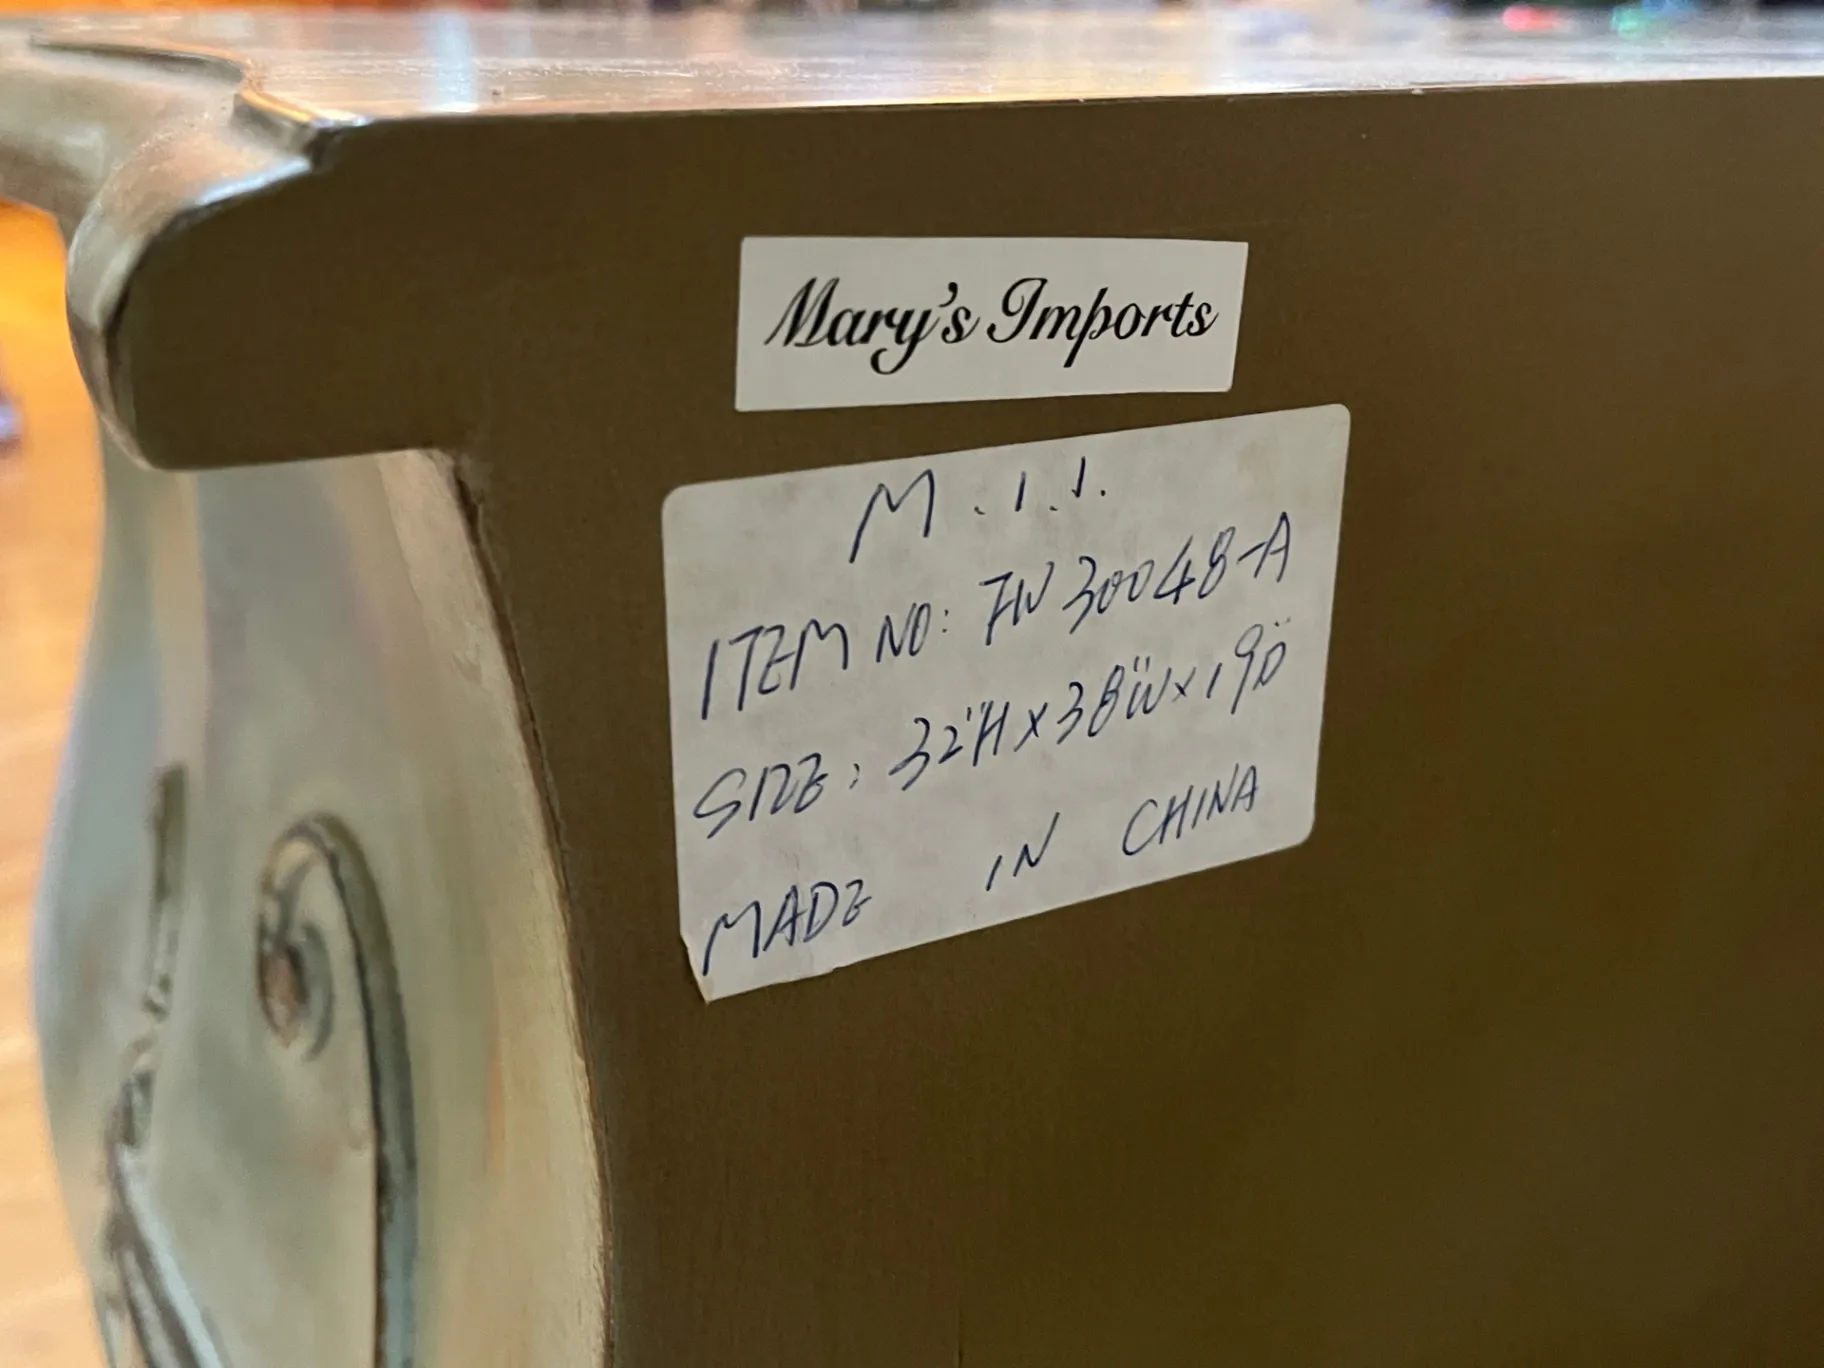 Mary's Imports
M.I.I.
ITEM NO: FW30048-A
SIZE: 32"H x 38"W x 19"D
MADE IN CHINA